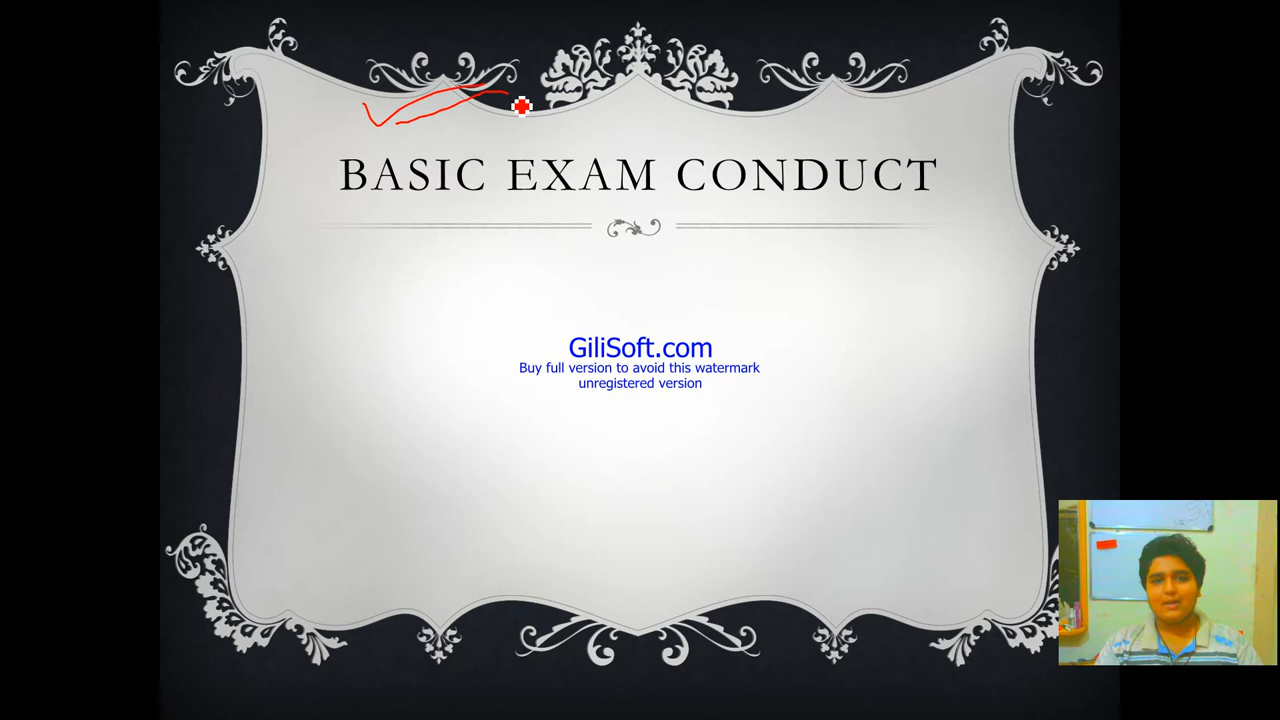 BASIC EXAM CONDUCT
GiliSoft.com
Buy full version to avoid this watermark
unregistered version